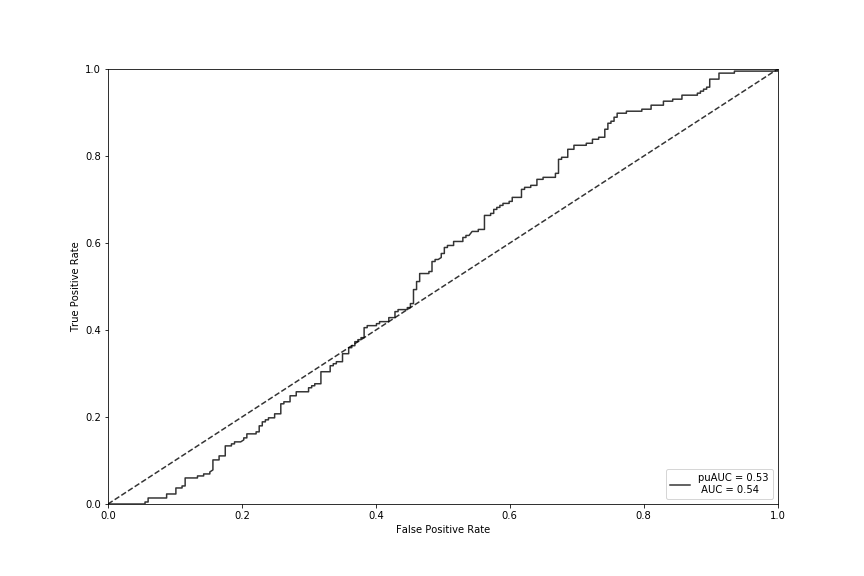 1.0
0.8
0.6
0.4
0.2
0.0
True Positive Rate
puAUC = 0.53
AUC = 0.54
0.0 0.2 0.4 0.6 0.8 1.0
False Positive Rate